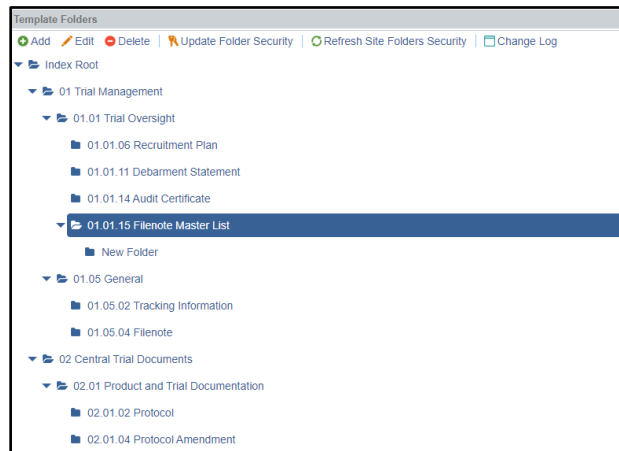 Template Folders
Add Edit Delete Update Folder Security Refresh Site Folders Security Change Log
Index Root
01 Trial Management
01.01 Trial Oversight
01.01.06 Recruitment Plan
01.01.11 Debarment Statement
01.01.14 Audit Certificate
01.01.15 Filenote Master List
New Folder
01.05 General
01.05.02 Tracking Information
01.05.04 Filenote
02 Central Trial Documents
02.01 Product and Trial Documentation
02.01.02 Protocol
02.01.04 Protocol Amendment